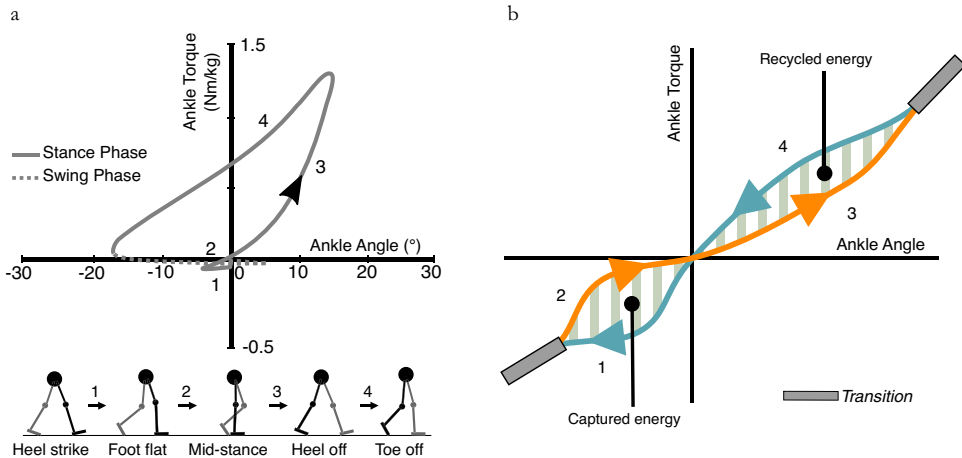 a
Ankle Torque
(Nm/kg)
1.5
4
3
Stance Phase
Swing Phase
2
Ankle Angle (°)
-30
-20
-10
0
10
20
30
1
-0.5
1
2
3
4
Heel strike
Foot flat
Mid-stance
Heel off
Toe off
b
Ankle Torque
Recycled energy
4
3
Ankle Angle
2
1
Captured energy
Transition